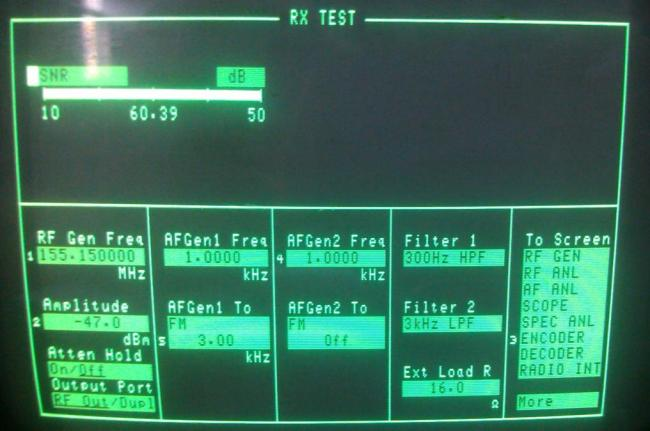 RX TEST
SNR dB
10 60.39 50
RF Gen Freq
1 155.150000
MHz
Amplitude
2 -47.0
dBm
Atten Hold
On/Off
Output Port
RF Out/Dupl
AFGen1 Freq
1.0000
kHz
AFGen1 To
FM
5 3.00
kHz
AFGen2 Freq
4 1.0000
kHz
AFGen2 To
FM
Off
Filter 1
300Hz HPF
Filter 2
3kHz LPF
Ext Load R
16.0
Ω
To Screen
RF GEN
RF ANL
AF ANL
SCOPE
SPEC ANL
3 ENCODER
DECODER
RADIO INT
More